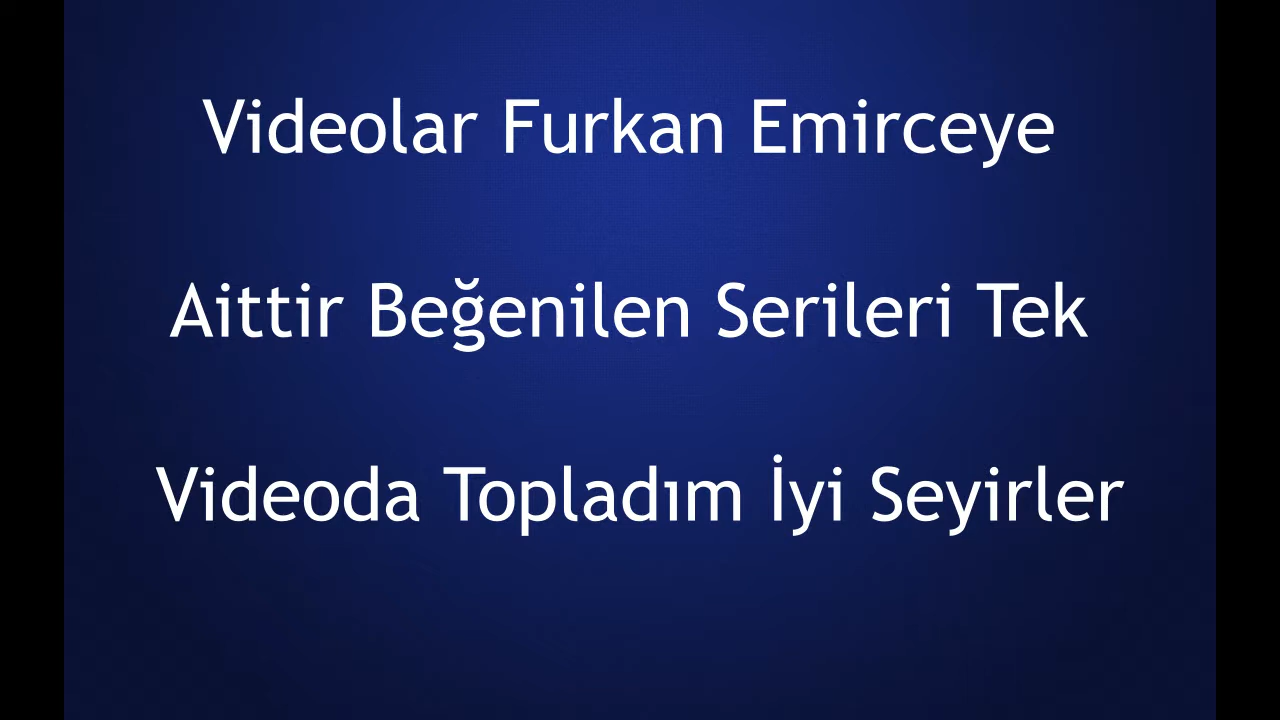 Videolar Furkan Emirceye
Aittir Beğenilen Serileri Tek
Videoda Topladım İyi Seyirler